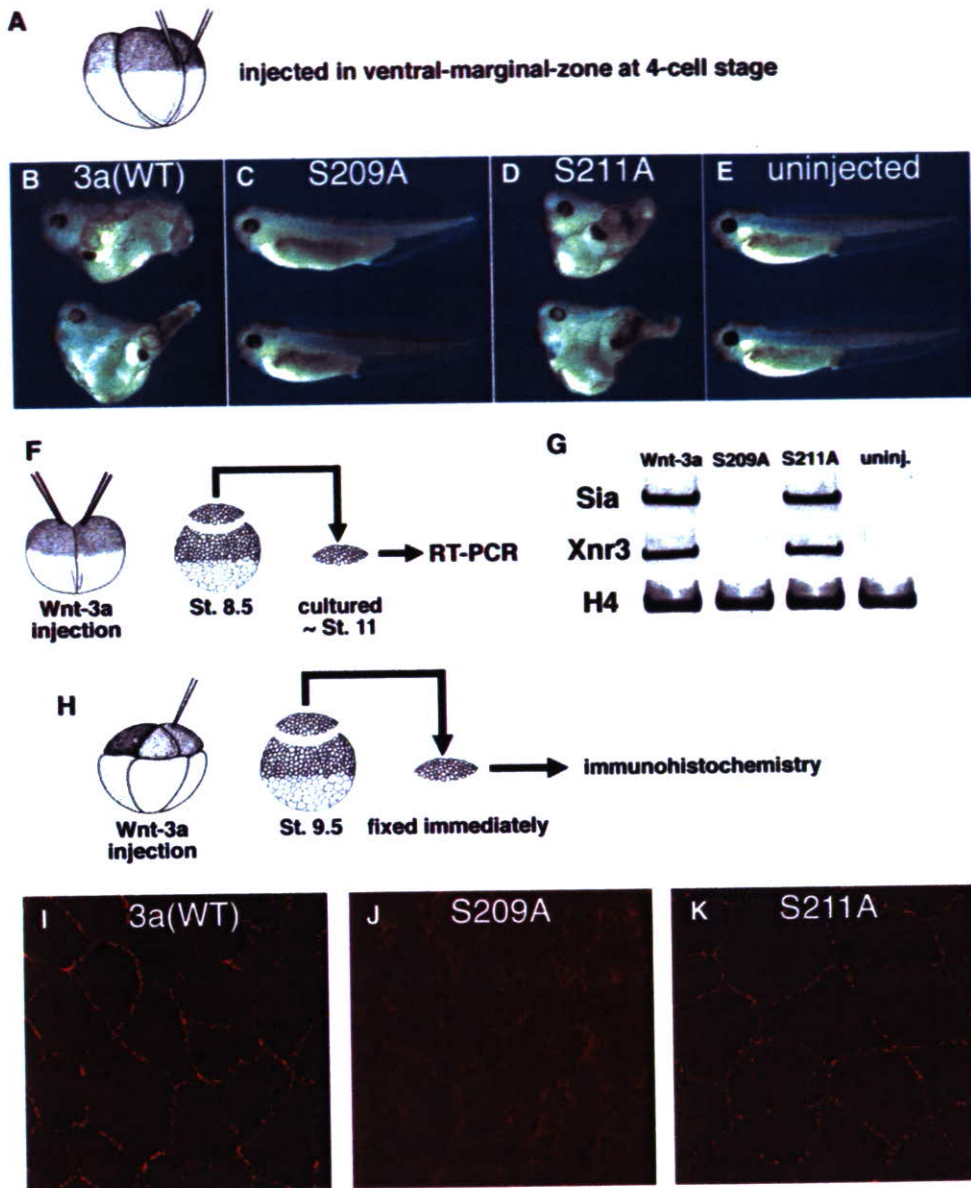 A
injected in ventral-marginal-zone at 4-cell stage
B 3a(WT)
C S209A
D S211A
E uninjected
F
Wnt-3a
injection
St. 8.5
cultured
~ St. 11
RT-PCR
G
Wnt-3a S209A S211A uninj.
Sia
Xnr3
H4
H
Wnt-3a
injection
St. 9.5
fixed immediately
immunohistochemistry
I 3a(WT)
J S209A
K S211A